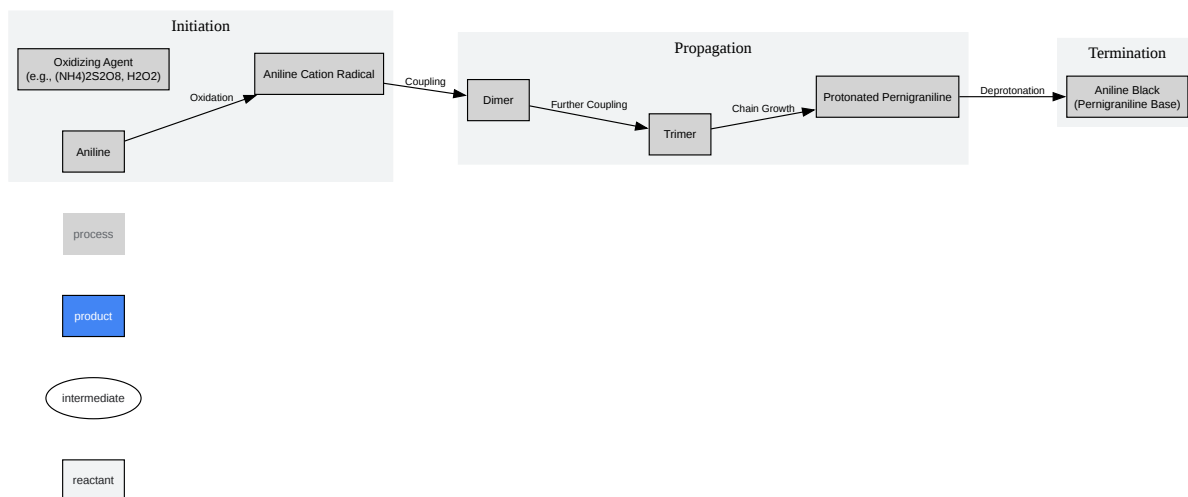 Initiation
Oxidizing Agent
(e.g., (NH4)2S2O8, H2O2)
Aniline Cation Radical
Oxidation
Aniline
Coupling
Propagation
Dimer
Further Coupling
Trimer
Chain Growth
Protonated Pernigraniline
Deprotonation
Termination
Aniline Black
(Pernigraniline Base)
process
product
intermediate
reactant